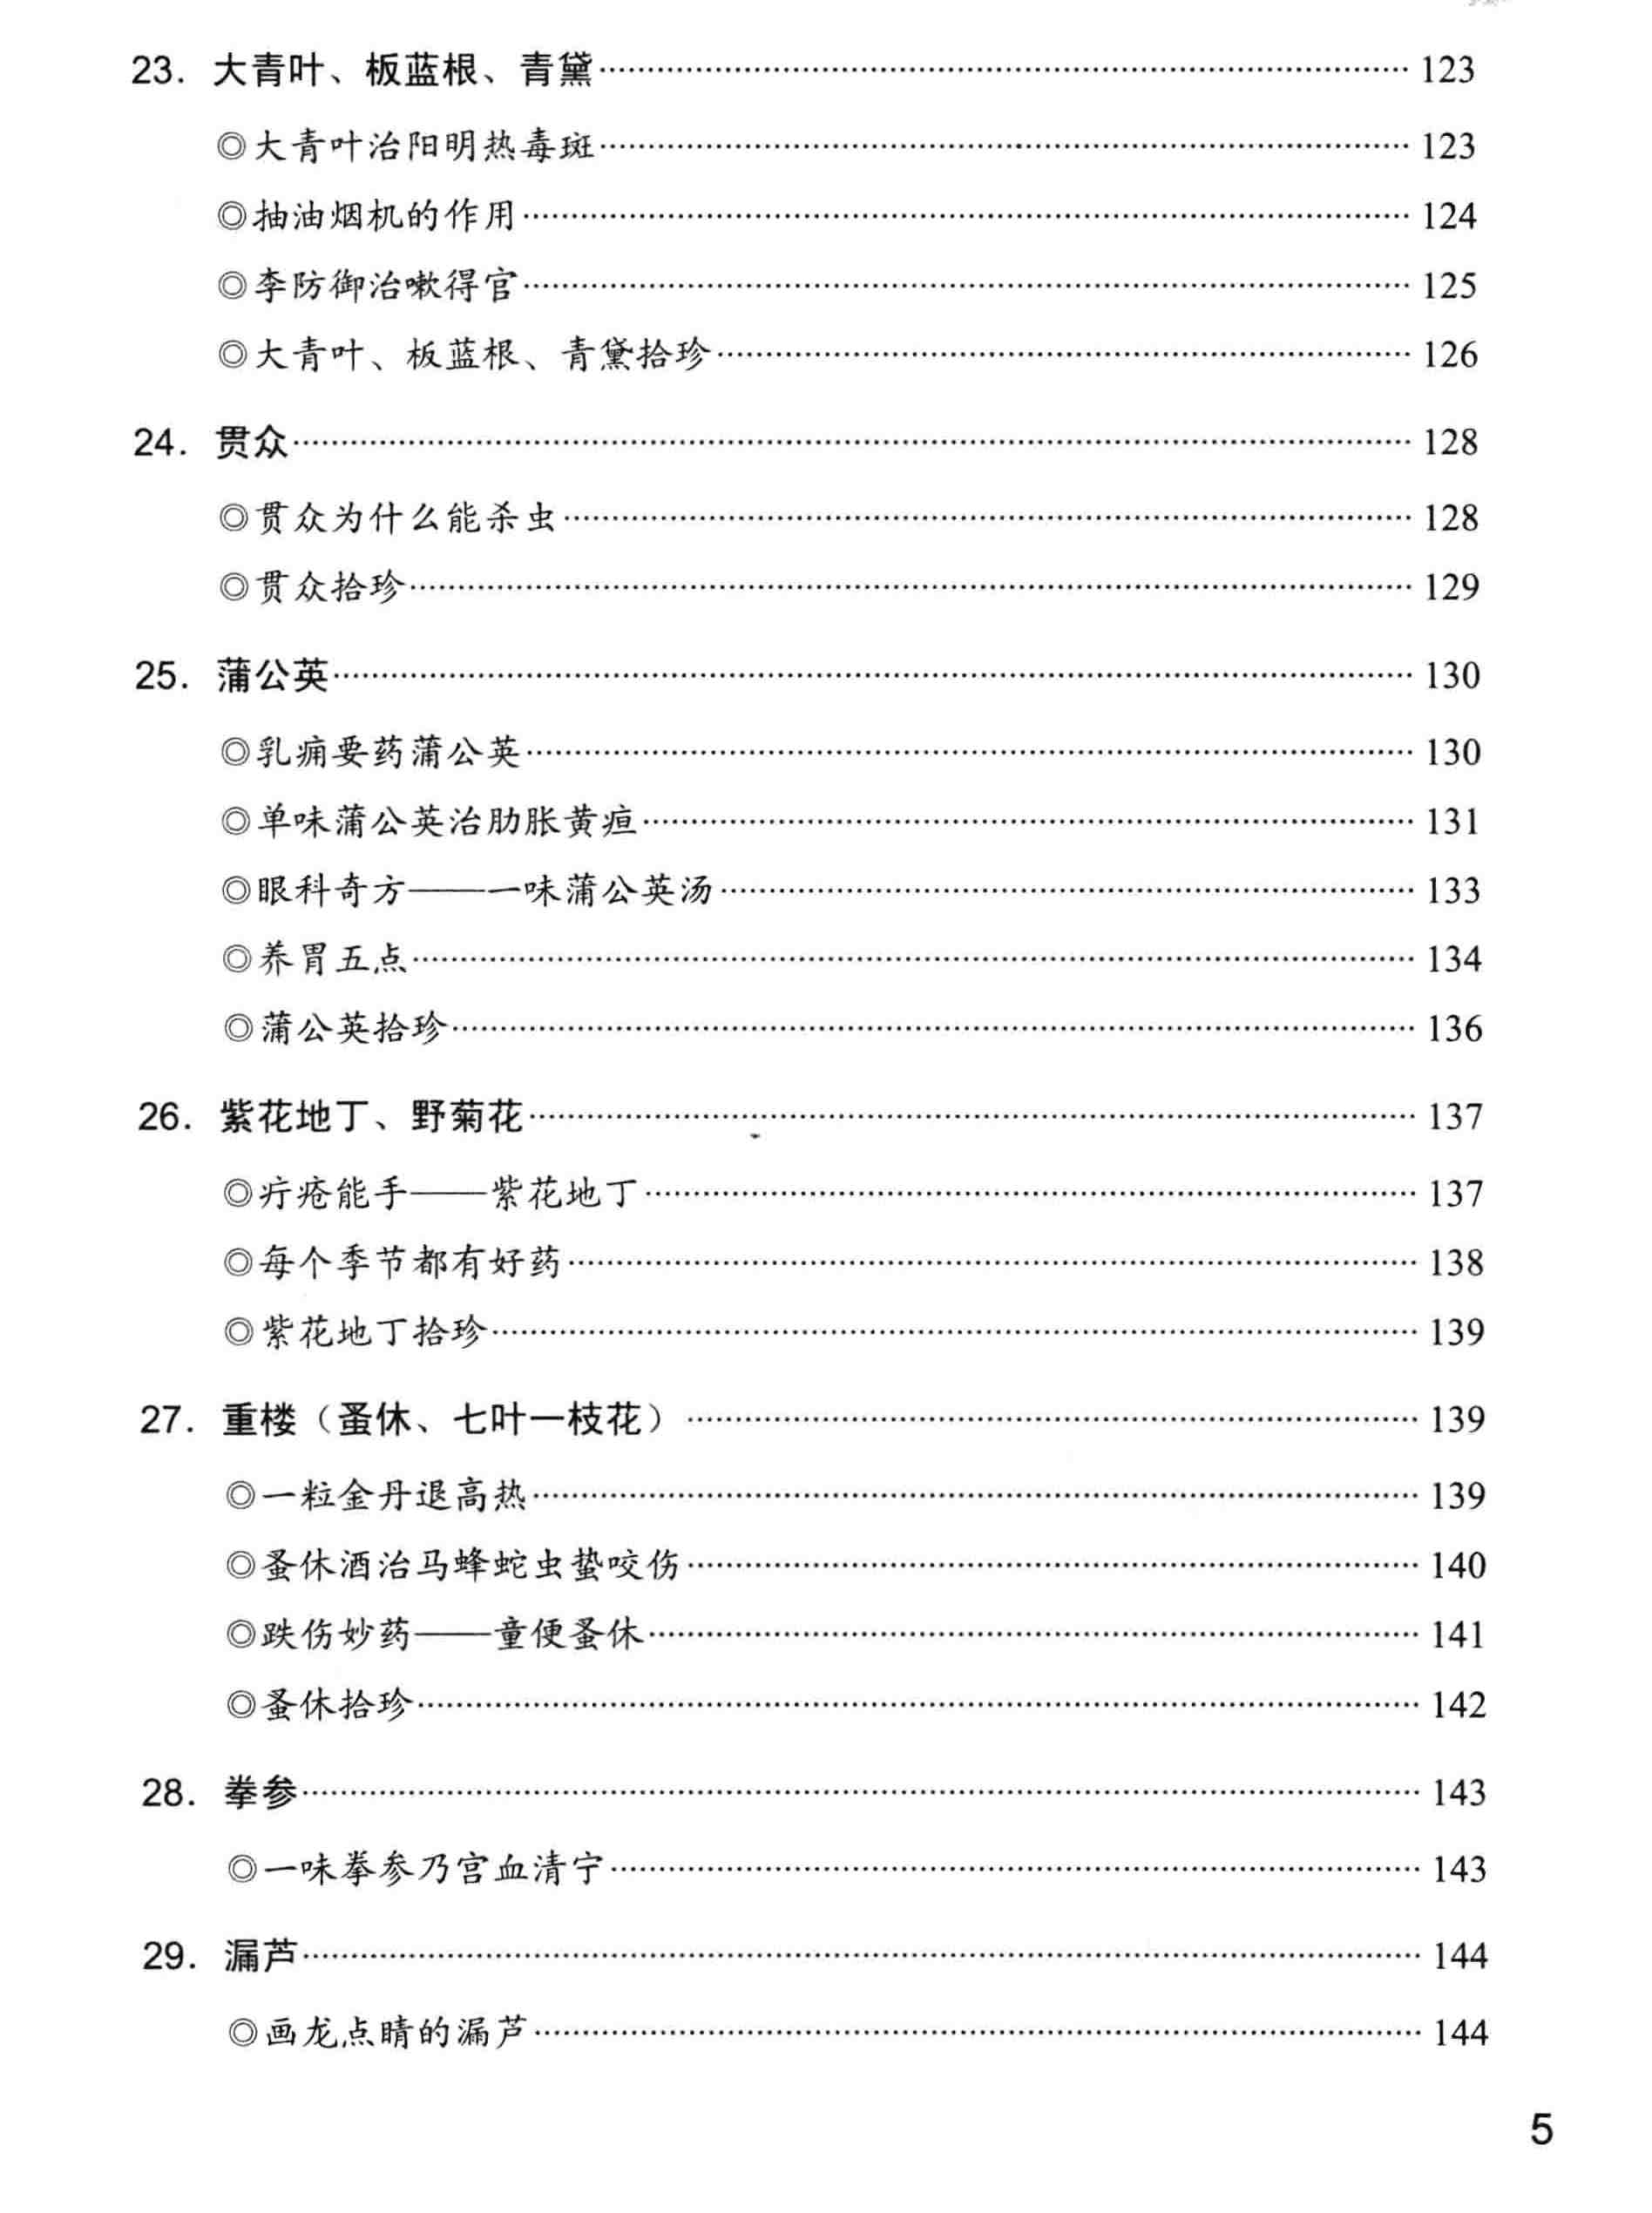 23. 大青叶、板蓝根、青黛…… 123
◎大青叶治阳明热毒斑…… 123
◎抽油烟机的作用…… 124
◎李防御治嗽得官…… 125
◎大青叶、板蓝根、青黛拾珍…… 126
24. 贯众…… 128
◎贯众为什么能杀虫…… 128
◎贯众拾珍…… 129
25. 蒲公英…… 130
◎乳痈要药蒲公英…… 130
◎单味蒲公英治肋胀黄疸…… 131
◎眼科奇方——一味蒲公英汤…… 133
◎养胃五点…… 134
◎蒲公英拾珍…… 136
26. 紫花地丁、野菊花…… 137
◎疔疮能手——紫花地丁…… 137
◎每个季节都有好药…… 138
◎紫花地丁拾珍…… 139
27. 重楼（蚤休、七叶一枝花）…… 139
◎一粒金丹退高热…… 139
◎蚤休酒治马蜂蛇虫蛰咬伤…… 140
◎跌伤妙药——童便蚤休…… 141
◎蚤休拾珍…… 142
28. 拳参…… 143
◎一味拳参乃宫血清宁…… 143
29. 漏芦…… 144
◎画龙点睛的漏芦…… 144
5